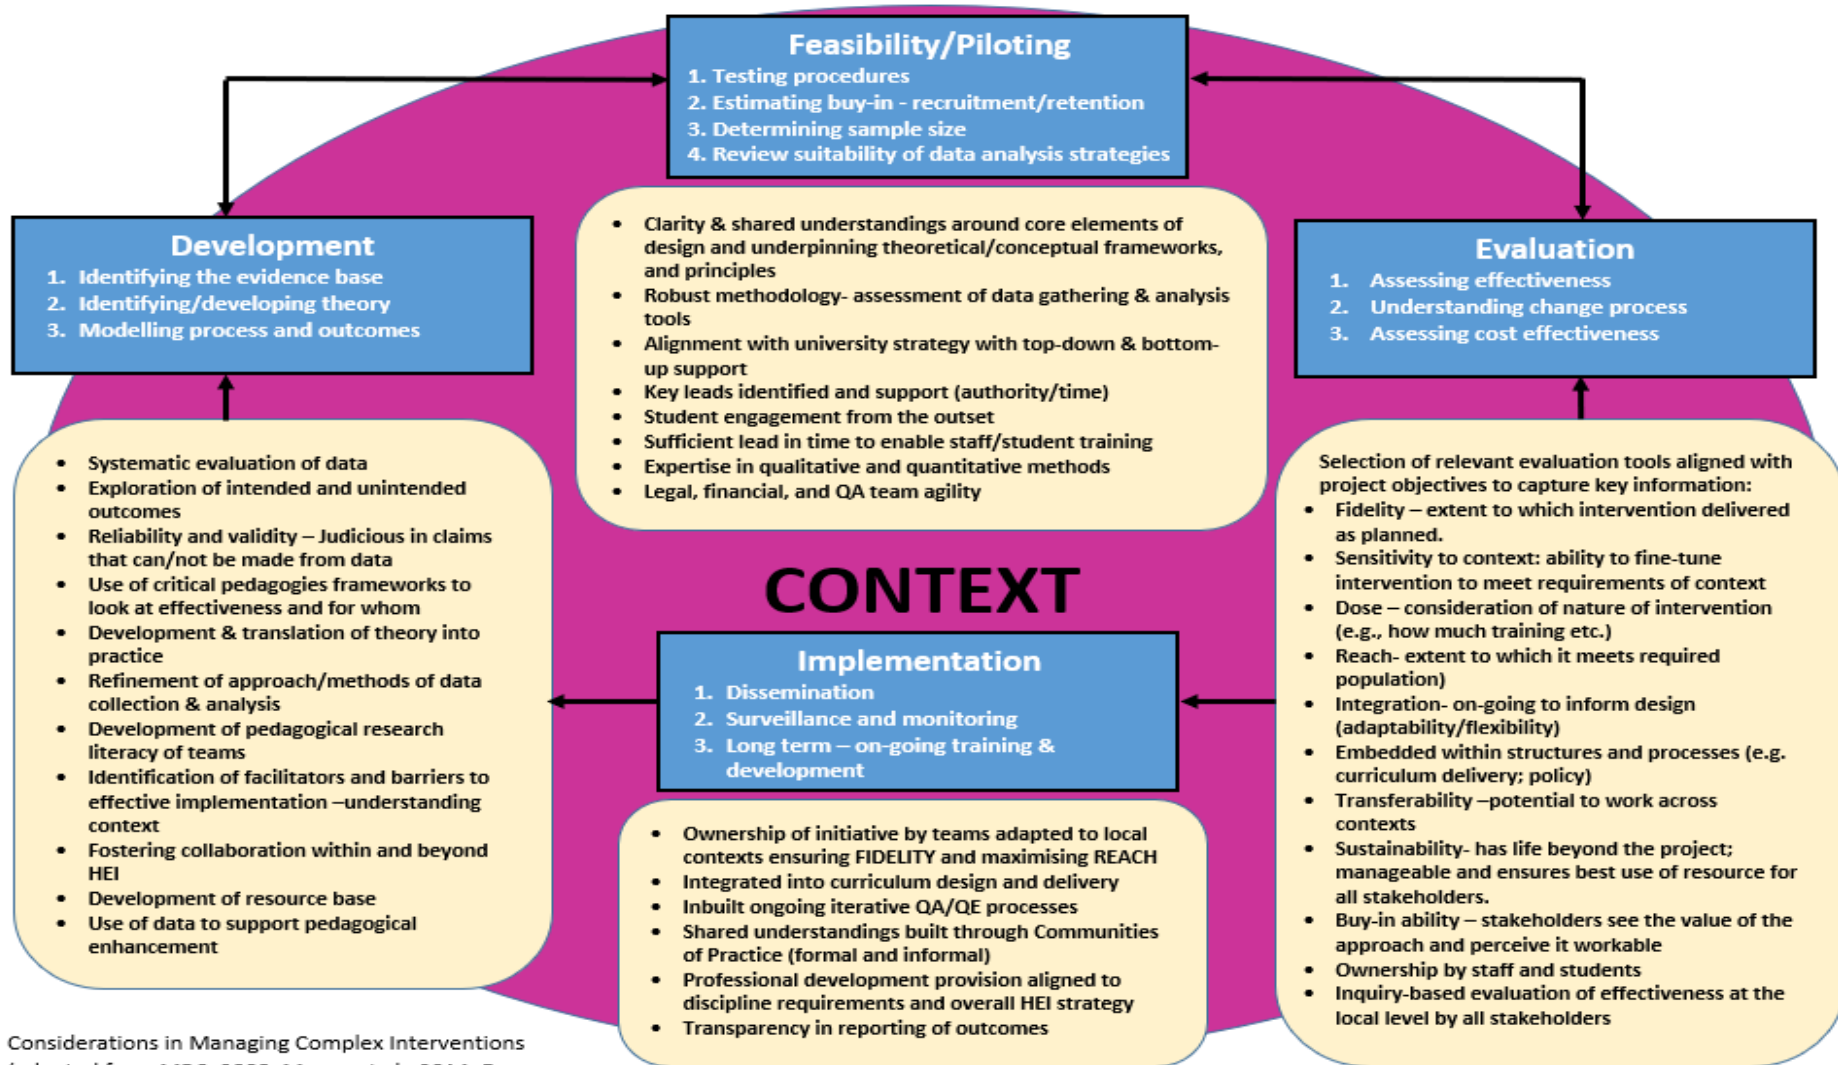 Feasibility/Piloting
1. Testing procedures
2. Estimating buy-in - recruitment/retention
3. Determining sample size
4. Review suitability of data analysis strategies
Development
1. Identifying the evidence base
2. Identifying/developing theory
3. Modelling process and outcomes
• Clarity & shared understandings around core elements of
design and underpinning theoretical/conceptual frameworks,
and principles
• Robust methodology- assessment of data gathering & analysis
tools
• Alignment with university strategy with top-down & bottom-
up support
• Key leads identified and support (authority/time)
• Student engagement from the outset
• Sufficient lead in time to enable staff/student training
• Expertise in qualitative and quantitative methods
• Legal, financial, and QA team agility
Evaluation
1. Assessing effectiveness
2. Understanding change process
3. Assessing cost effectiveness
• Systematic evaluation of data
• Exploration of intended and unintended
outcomes
• Reliability and validity – Judicious in claims
that can/not be made from data
• Use of critical pedagogies frameworks to
look at effectiveness and for whom
• Development & translation of theory into
practice
• Refinement of approach/methods of data
collection & analysis
• Development of pedagogical research
literacy of teams
• Identification of facilitators and barriers to
effective implementation –understanding
context
• Fostering collaboration within and beyond
HEI
• Development of resource base
• Use of data to support pedagogical
enhancement
CONTEXT
Implementation
1. Dissemination
2. Surveillance and monitoring
3. Long term – on-going training &
development
• Ownership of initiative by teams adapted to local
contexts ensuring FIDELITY and maximising REACH
• Integrated into curriculum design and delivery
• Inbuilt ongoing iterative QA/QE processes
• Shared understandings built through Communities
of Practice (formal and informal)
• Professional development provision aligned to
discipline requirements and overall HEI strategy
• Transparency in reporting of outcomes
Selection of relevant evaluation tools aligned with
project objectives to capture key information:
• Fidelity – extent to which intervention delivered
as planned.
• Sensitivity to context: ability to fine-tune
intervention to meet requirements of context
• Dose – consideration of nature of intervention
(e.g., how much training etc.)
• Reach- extent to which it meets required
population)
• Integration- on-going to inform design
(adaptability/flexibility)
• Embedded within structures and processes (e.g.
curriculum delivery; policy)
• Transferability –potential to work across
contexts
• Sustainability- has life beyond the project;
manageable and ensures best use of resource for
all stakeholders.
• Buy-in ability – stakeholders see the value of the
approach and perceive it workable
• Ownership by staff and students
• Inquiry-based evaluation of effectiveness at the
local level by all stakeholders
Considerations in Managing Complex Interventions